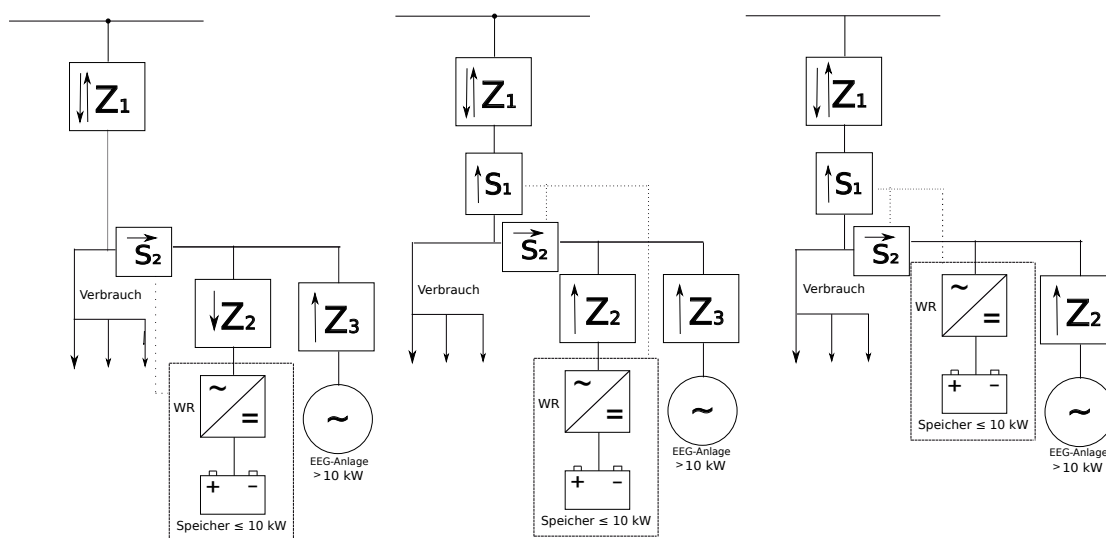 Z1
S2
Verbrauch
Z2
Z3
WR
~
=
~
+ -
EEG-Anlage
>10 kW
Speicher ≤ 10 kW
Z1
S1
S2
Verbrauch
Z2
Z3
WR
~
=
~
+ -
EEG-Anlage
>10 kW
Speicher ≤ 10 kW
Z1
S1
S2
Verbrauch
WR
~
=
Z2
+ -
~
Speicher ≤ 10 kW
EEG-Anlage
>10 kW